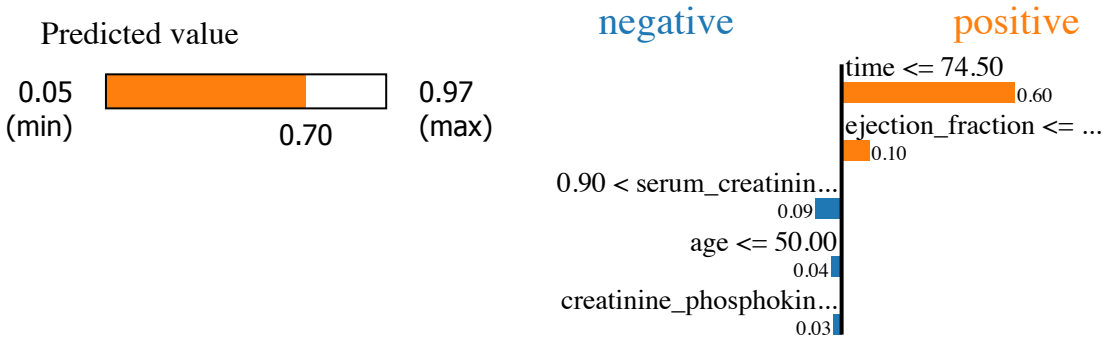 Predicted value
0.05
(min)
0.70
0.97
(max)
negative
positive
time <= 74.50
0.60
ejection_fraction <= ...
0.10
0.90 < serum_creatinin...
0.09
age <= 50.00
0.04
creatinine_phosphokin...
0.03